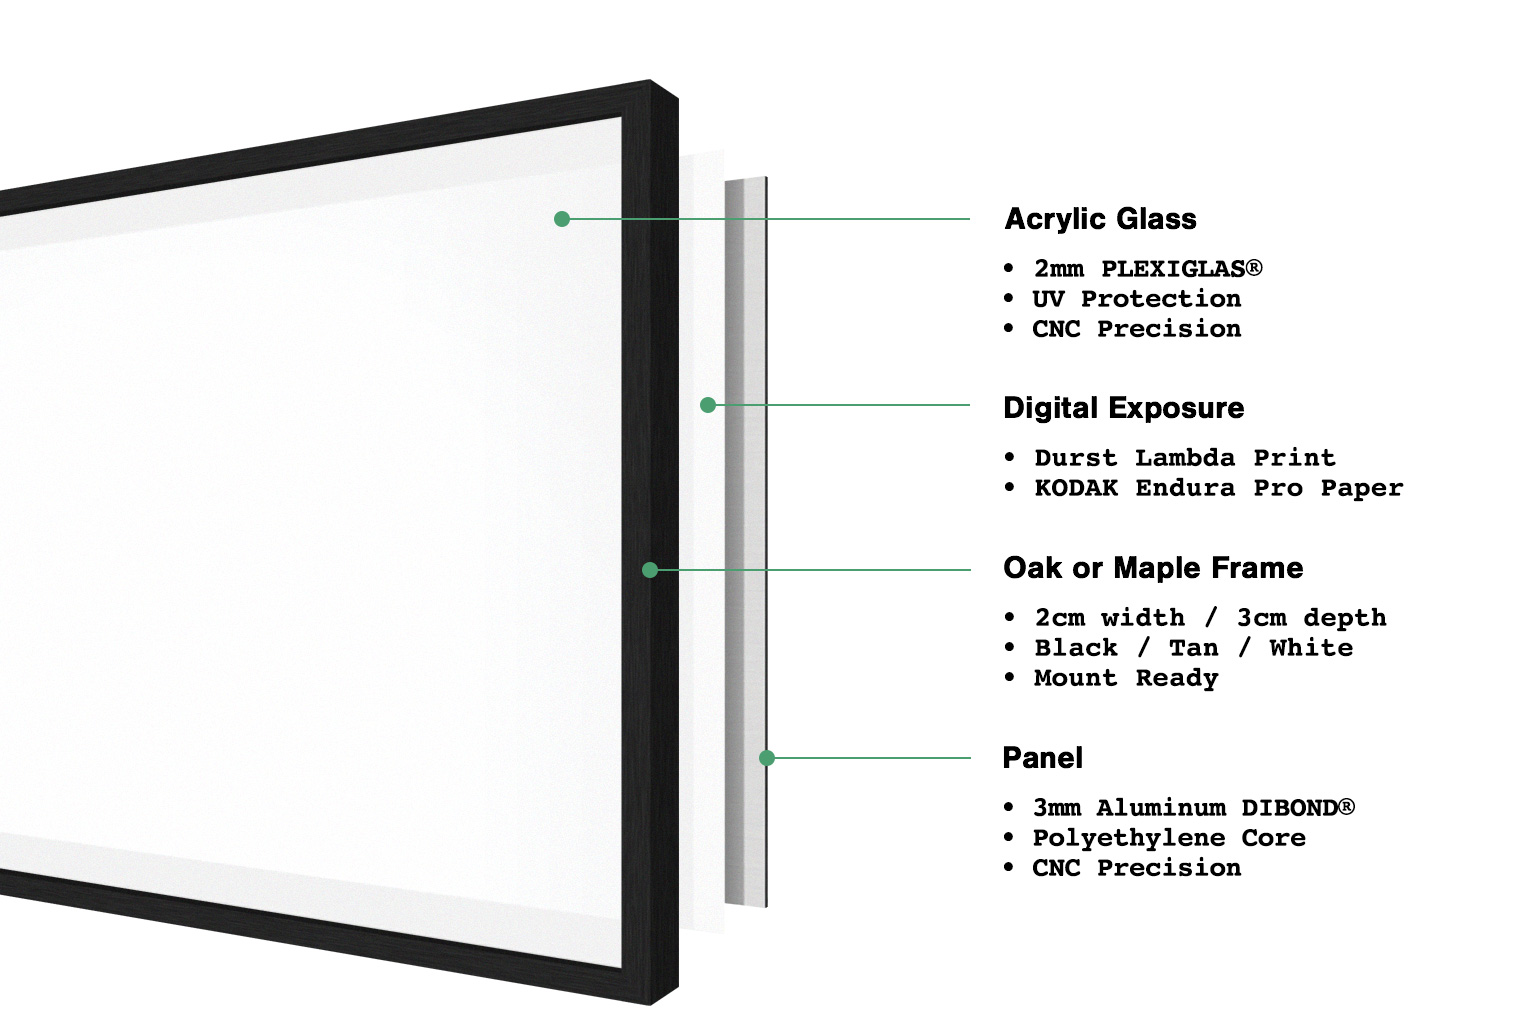 Acrylic Glass
• 2mm PLEXIGLAS®
• UV Protection
• CNC Precision
Digital Exposure
• Durst Lambda Print
• KODAK Endura Pro Paper
Oak or Maple Frame
• 2cm width / 3cm depth
• Black / Tan / White
• Mount Ready
Panel
• 3mm Aluminum DIBOND®
• Polyethylene Core
• CNC Precision